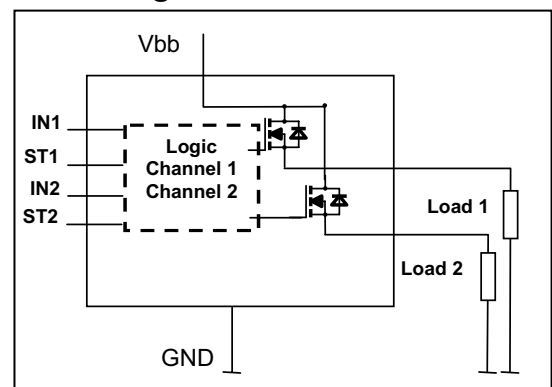 Vbb
IN1
ST1
IN2
ST2
Logic
Channel 1
Channel 2
Load 1
Load 2
GND